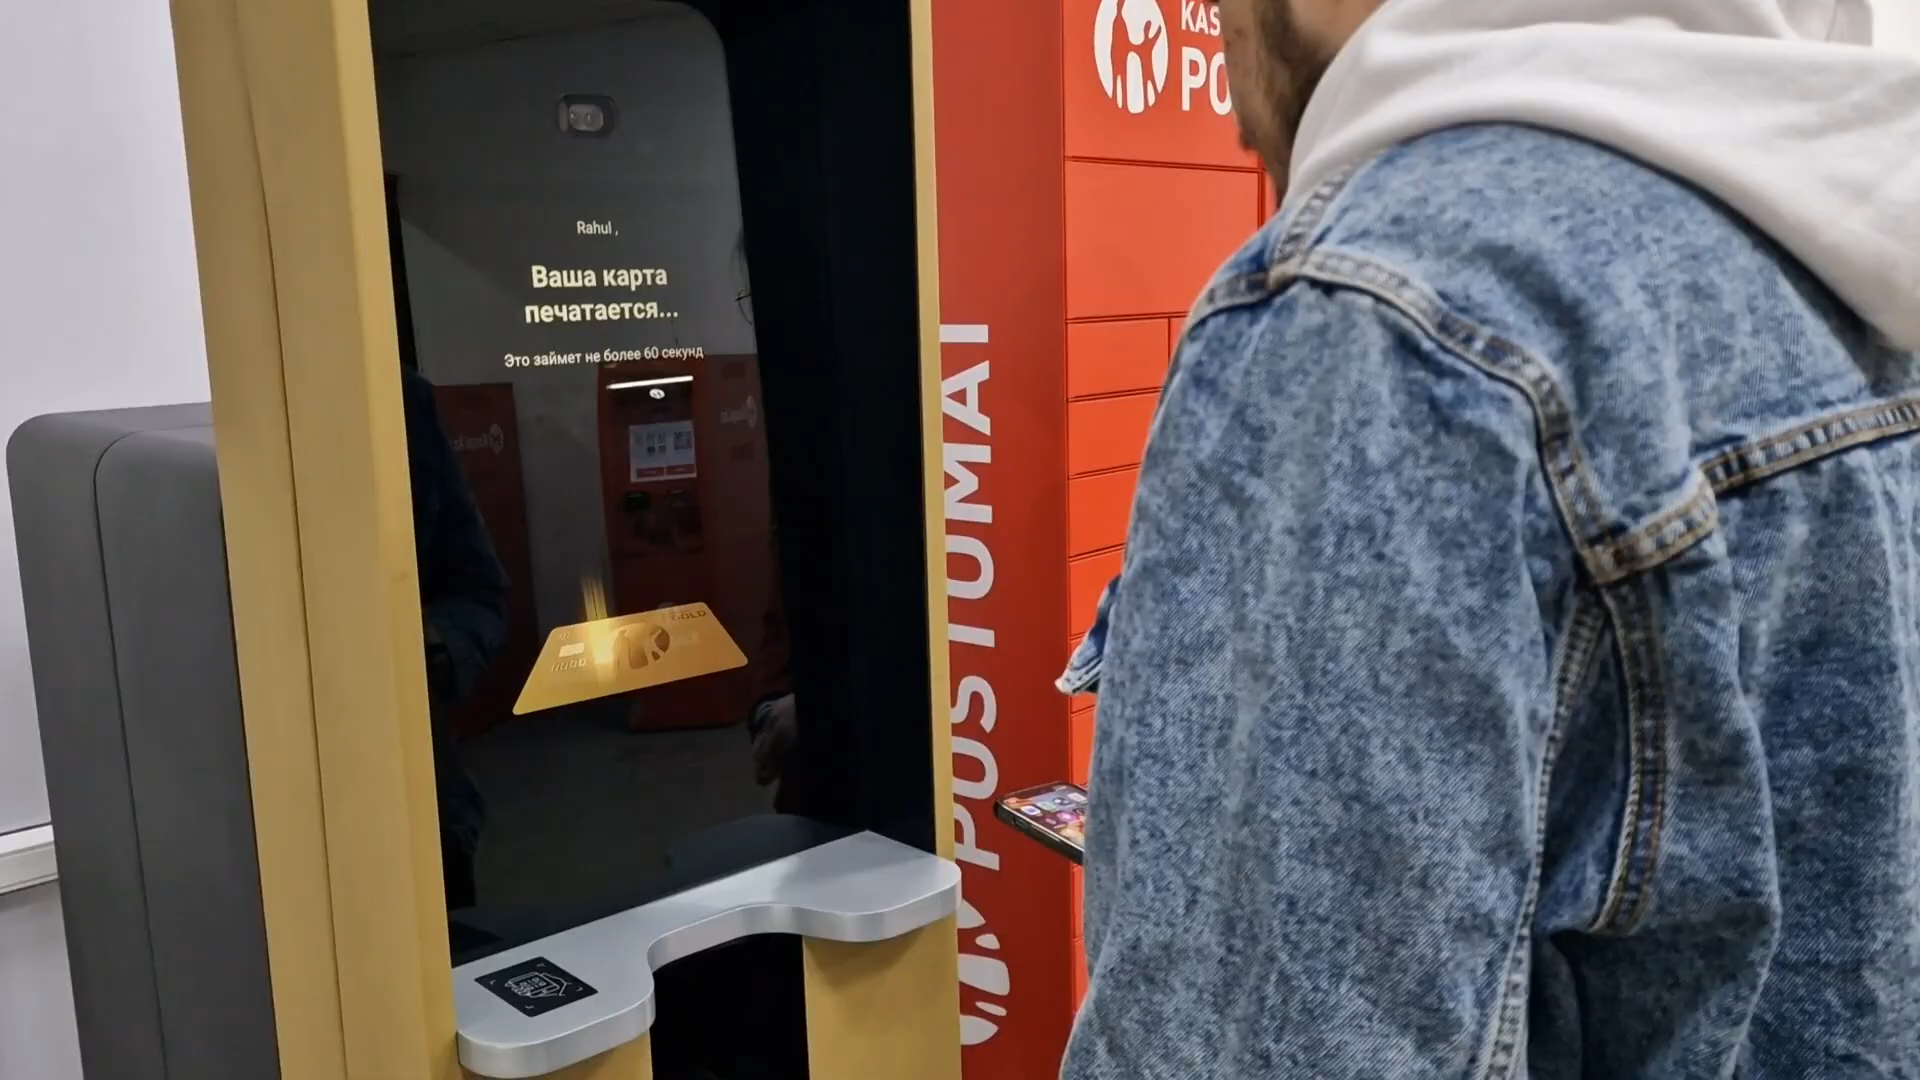 Rahul ,
Ваша карта
печатается...
Это займет не более 60 секунд
GOLD
KAS
PO
POSTOMAT